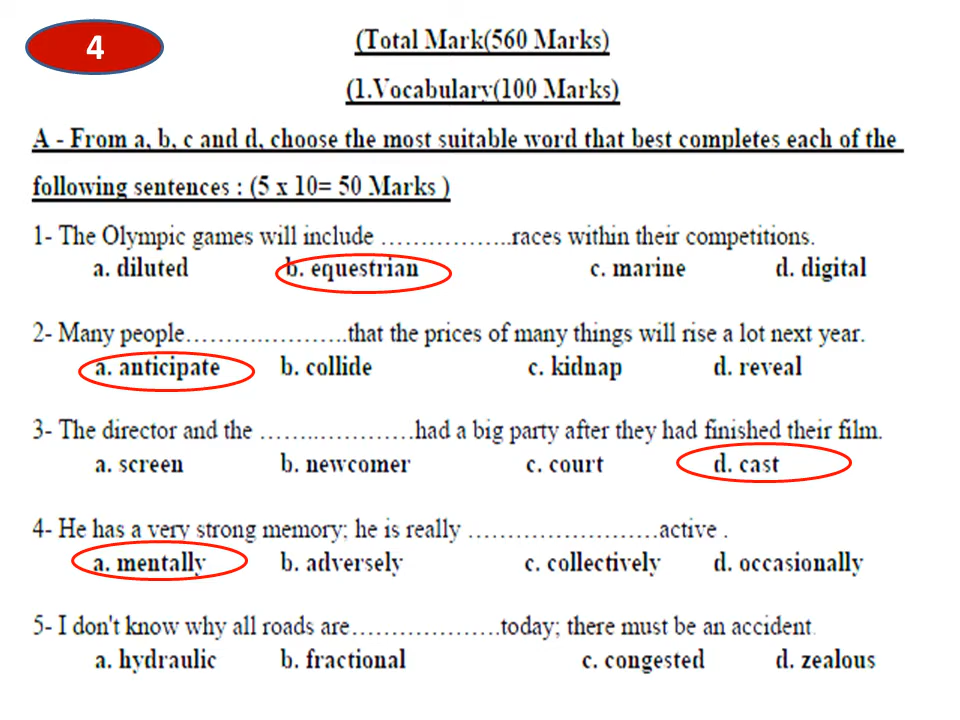 4
(Total Mark(560 Marks)
(1.Vocabulary(100 Marks)
A - From a, b, c and d, choose the most suitable word that best completes each of the
following sentences : (5 x 10= 50 Marks )
1- The Olympic games will include ………………..races within their competitions.
a. diluted b. equestrian c. marine d. digital
2- Many people…………………..that the prices of many things will rise a lot next year.
a. anticipate b. collide c. kidnap d. reveal
3- The director and the ……..…………had a big party after they had finished their film.
a. screen b. newcomer c. court d. cast
4- He has a very strong memory; he is really ……………………active .
a. mentally b. adversely c. collectively d. occasionally
5- I don't know why all roads are……………….today; there must be an accident.
a. hydraulic b. fractional c. congested d. zealous